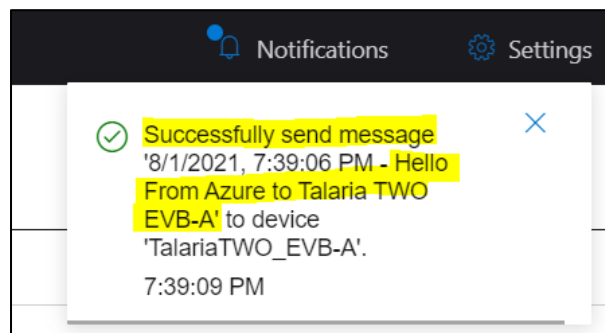 Notifications
Settings
Successfully send message
'8/1/2021, 7:39:06 PM - Hello
From Azure to Talaria TWO
EVB-A' to device
'TalariaTWO_EVB-A'.
7:39:09 PM